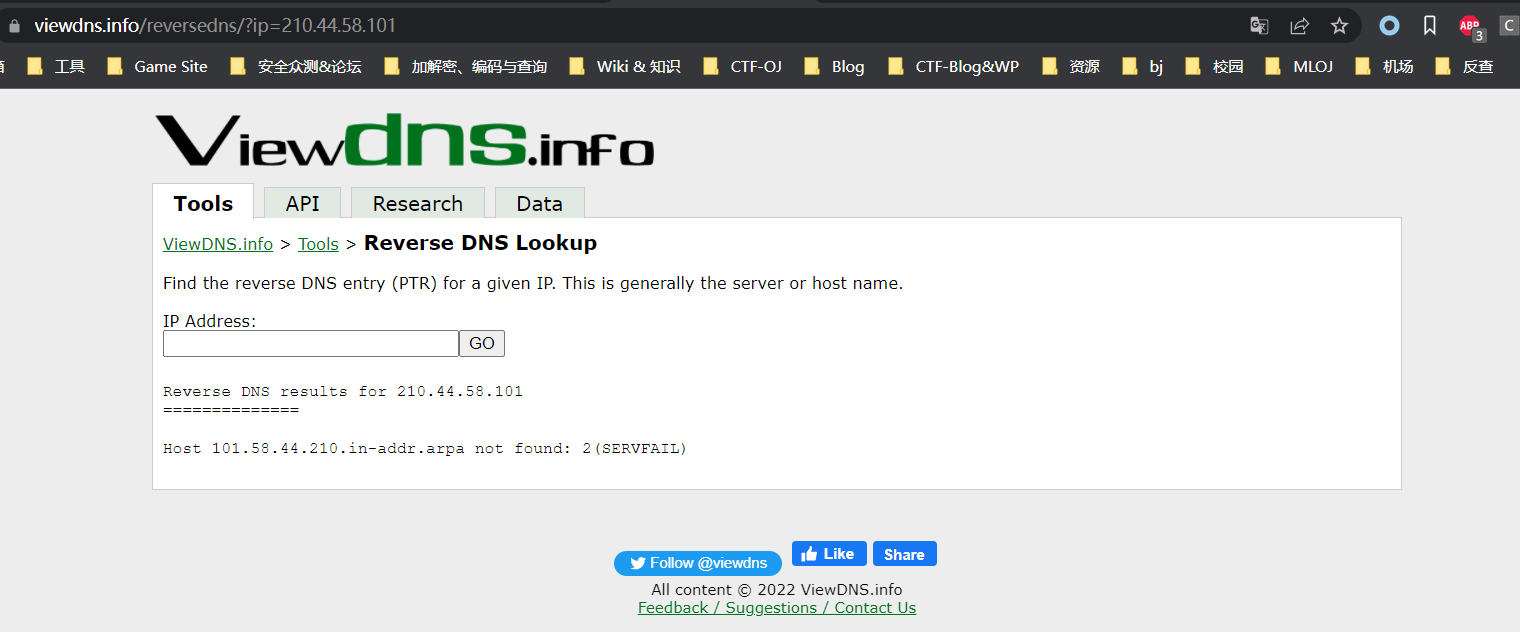 viewdns.info/reversedns/?ip=210.44.58.101
ABP 3 C
工具 Game Site 安全众测&论坛 加解密、编码与查询 Wiki & 知识 CTF-OJ Blog CTF-Blog&WP 资源 bj 校园 MLOJ 机场 反查
Viewdns.info
Tools API Research Data
ViewDNS.info > Tools > Reverse DNS Lookup
Find the reverse DNS entry (PTR) for a given IP. This is generally the server or host name.
IP Address:
GO
Reverse DNS results for 210.44.58.101
==============
Host 101.58.44.210.in-addr.arpa not found: 2(SERVFAIL)
Follow @viewdns Like Share
All content © 2022 ViewDNS.info
Feedback / Suggestions / Contact Us